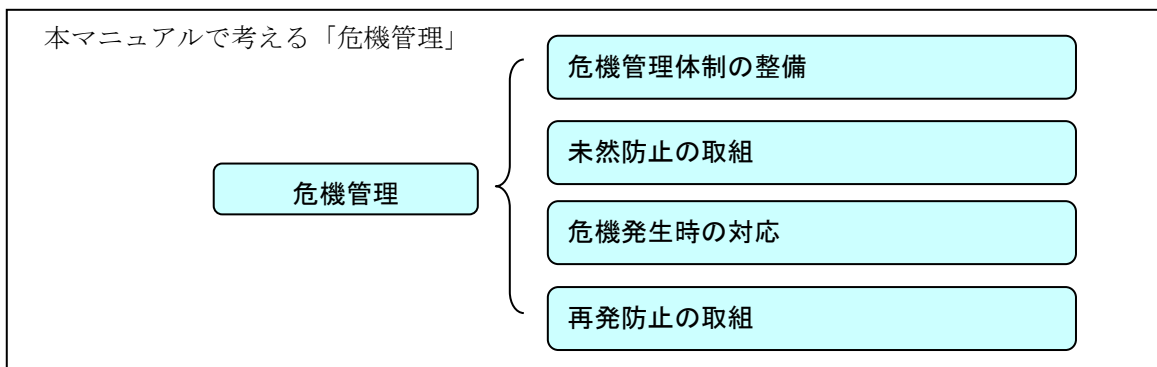 本マニュアルで考える「危機管理」
危機管理
危機管理体制の整備
未然防止の取組
危機発生時の対応
再発防止の取組